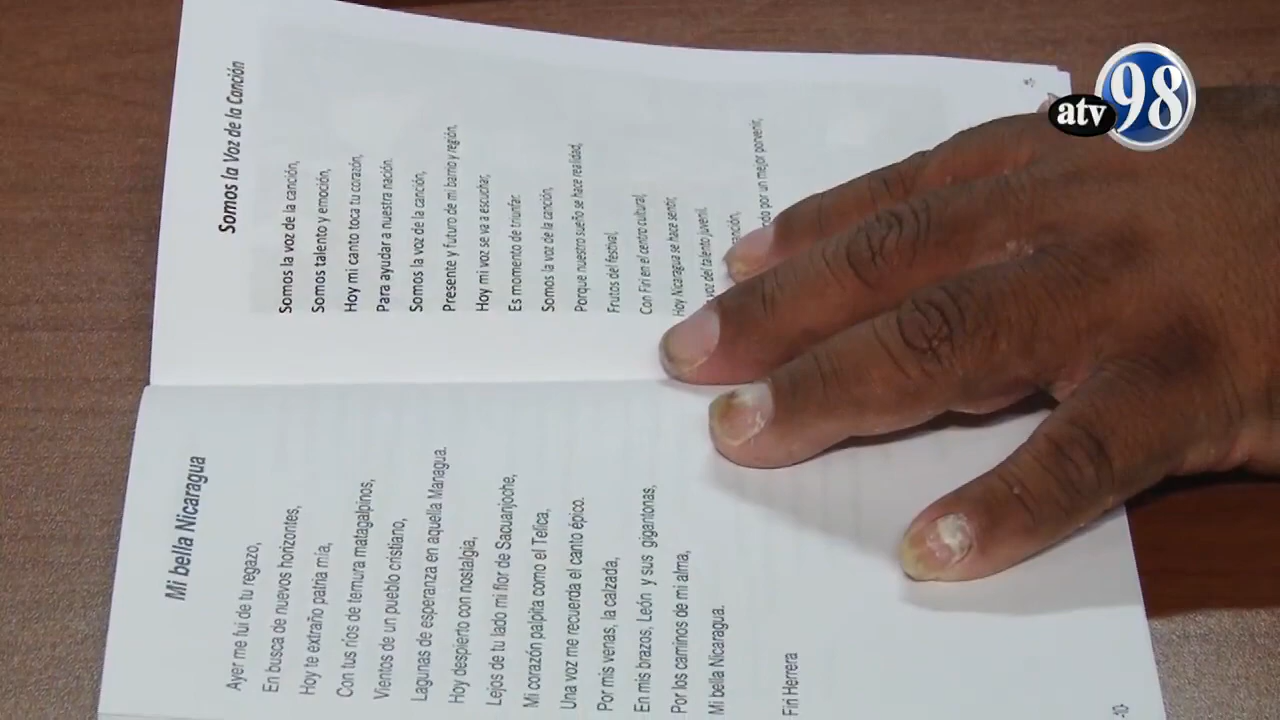 Mi bella Nicaragua
Ayer me fui de tu regazo,
En busca de nuevos horizontes,
Hoy te extraño patria mía,
Con tus ríos de ternura matagalpinos,
Vientos de un pueblo cristiano,
Lagunas de esperanza en aquella Managua.
Hoy despierto con nostalgia,
Lejos de tu lado mi flor de Sacuanjoche,
Mi corazón palpita como el Telica,
Una voz me recuerda el canto épico.
Por mis venas, la calzada,
En mis brazos, León y sus gigantonas,
Por los caminos de mi alma,
Mi bella Nicaragua.
Firi Herrera
-10-
Somos la Voz de la Canción
Somos la voz de la canción,
Somos talento y emoción,
Hoy mi canto toca tu corazón,
Para ayudar a nuestra nación.
Somos la voz de la canción,
Presente y futuro de mi barrio y región,
Hoy mi voz se va a escuchar,
Es momento de triunfar.
Somos la voz de la canción,
Porque nuestro sueño se hace realidad,
Frutos del festival,
Con Firi en el centro cultural,
Hoy Nicaragua se hace sentir,
voz del talento juvenil.
por un mejor porvenir,
atv 98